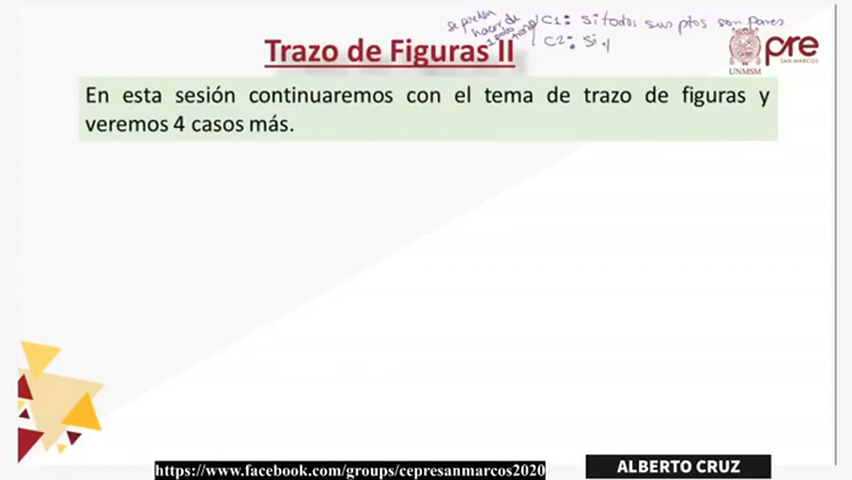 se puedan
hacer de
1 solo
trazo
C1: Si todos sus ptos son pares
C2: Si
Trazo de Figuras II
UNMSM
pre
SAN MARCOS
En esta sesión continuaremos con el tema de trazo de figuras y
veremos 4 casos más.
https://www.facebook.com/groups/cepresanmarcos2020
ALBERTO CRUZ